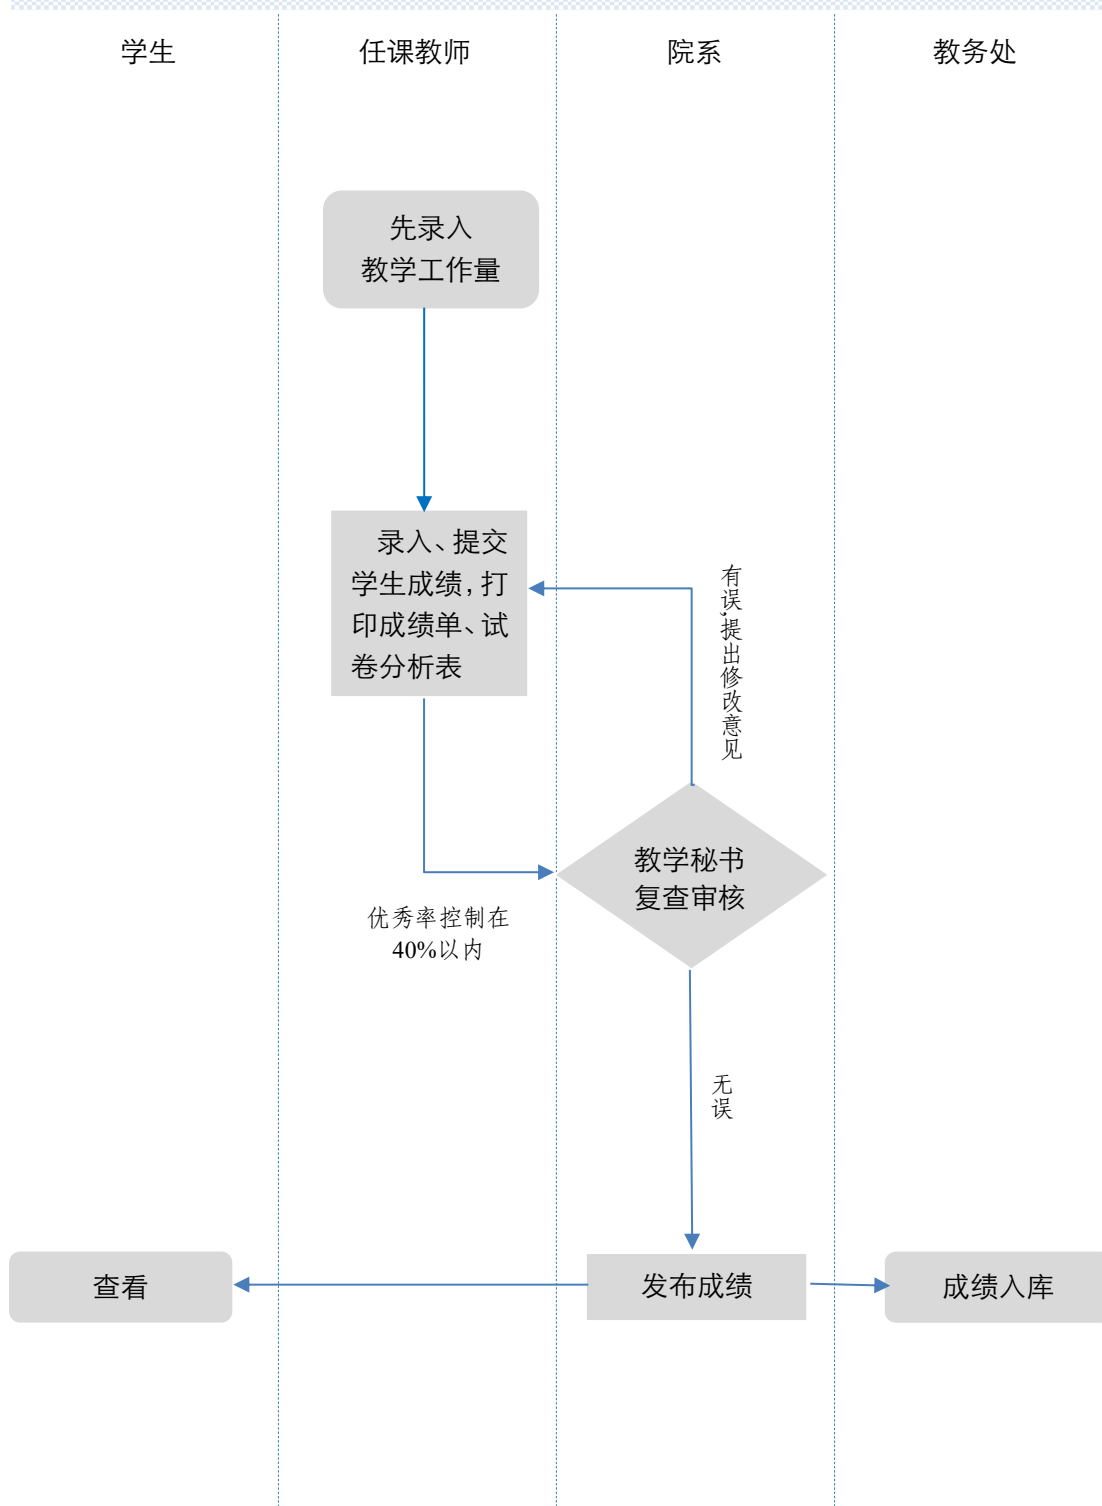 学生
任课教师
院系
教务处
先录入
教学工作量
录入、提交
学生成绩，打
印成绩单、试
卷分析表
有误，提出修改意见
教学秘书
复查审核
优秀率控制在
40%以内
无误
查看
发布成绩
成绩入库